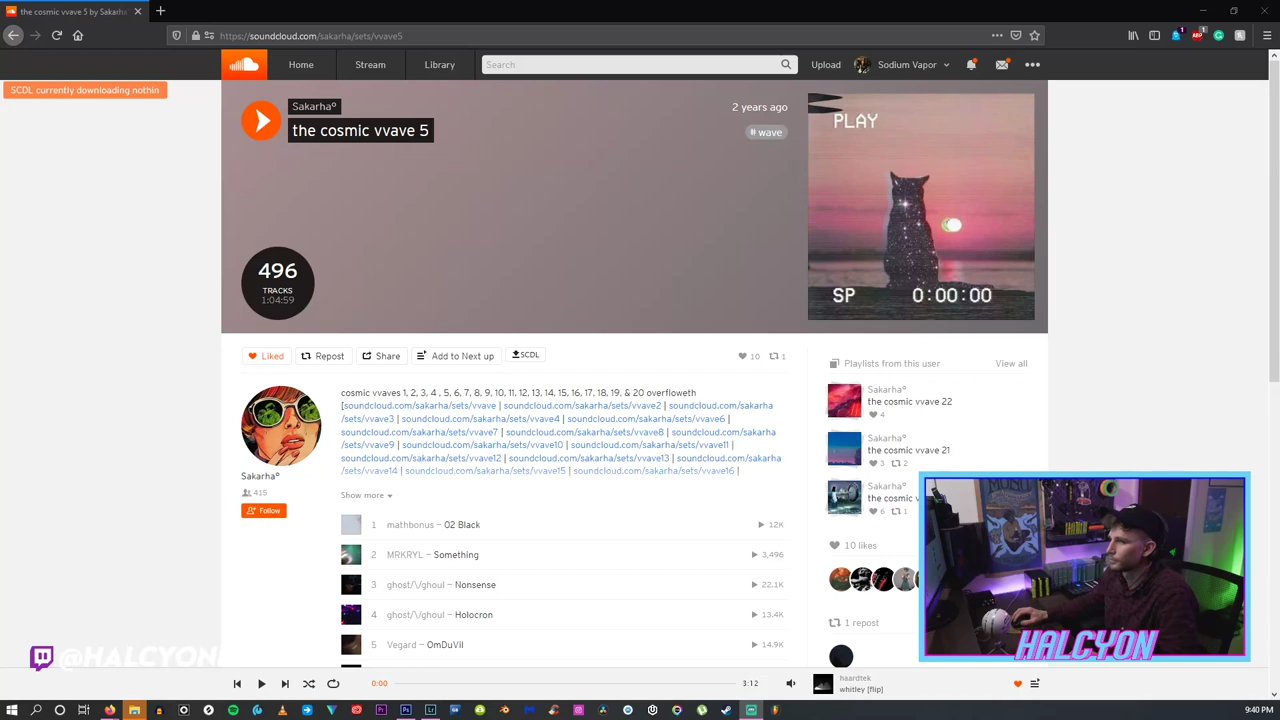 the cosmic vvave 5 by Sakarha
https://soundcloud.com/sakarha/sets/vvave5
Home
Stream
Library
Search
Upload
Sodium Vapor
SCDL currently downloading nothin
Sakarha°
the cosmic vvave 5
2 years ago
# wave
PLAY
SP 0:00:00
496
TRACKS
1:04:59
Liked
Repost
Share
Add to Next up
SCDL
10
1
Sakarha°
415
Follow
cosmic vvaves 1, 2, 3, 4 , 5, 6, 7, 8, 9, 10, 11, 12, 13, 14, 15, 16, 17, 18, 19, & 20 overfloweth
[soundcloud.com/sakarha/sets/vvave | soundcloud.com/sakarha/sets/vvave2 | soundcloud.com/sakarha
/sets/vvave3 | soundcloud.com/sakarha/sets/vvave4 | soundcloud.com/sakarha/sets/vvave6 |
soundcloud.com/sakarha/sets/vvave7 | soundcloud.com/sakarha/sets/vvave8 | soundcloud.com/sakarha
/sets/vvave9 | soundcloud.com/sakarha/sets/vvave10 | soundcloud.com/sakarha/sets/vvave11 |
soundcloud.com/sakarha/sets/vvave12 | soundcloud.com/sakarha/sets/vvave13 | soundcloud.com/sakarha
/sets/vvave14 | soundcloud.com/sakarha/sets/vvave15 | soundcloud.com/sakarha/sets/vvave16 |
Show more
1 mathbonus – 02 Black 12K
2 MRKRYL – Something 3,496
3 ghost/\/ghoul – Nonsense 22.1K
4 ghost/\/ghoul – Holocron 13.4K
5 Vegard – OmDuVil 14.9K
Playlists from this user
View all
Sakarha°
the cosmic vvave 22
4
Sakarha°
the cosmic vvave 21
3 2
Sakarha°
the cosmic v
6 1
10 likes
1 repost
HALCYON
@HALCYON
0:00
3:12
haardtek
whitley [flip]
9:40 PM